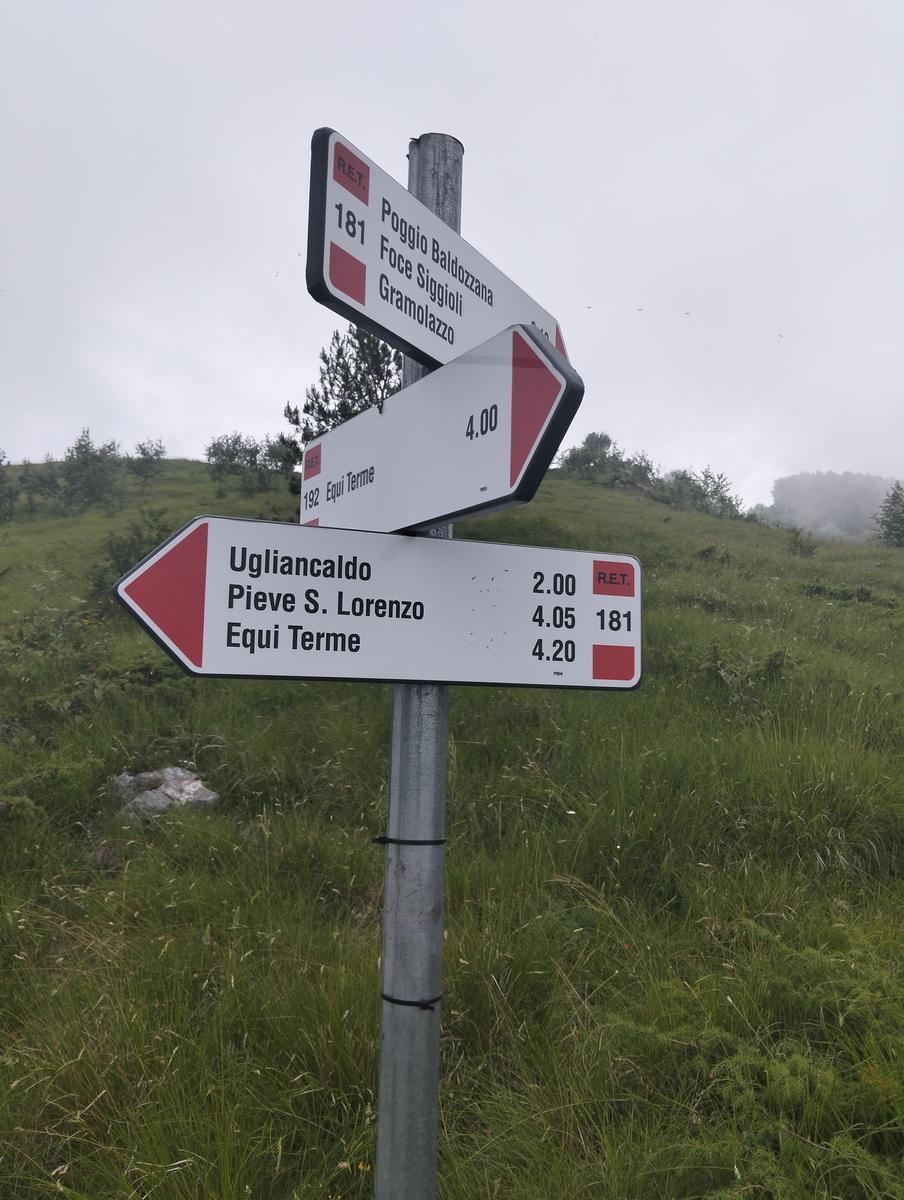 R.E.T.
181
Poggio Baldozzana
Foce Siggioli
Gramolazzo
R.E.T.
192 Equi Terme 4.00
Ugliancaldo 2.00 R.E.T.
Pieve S. Lorenzo 4.05 181
Equi Terme 4.20